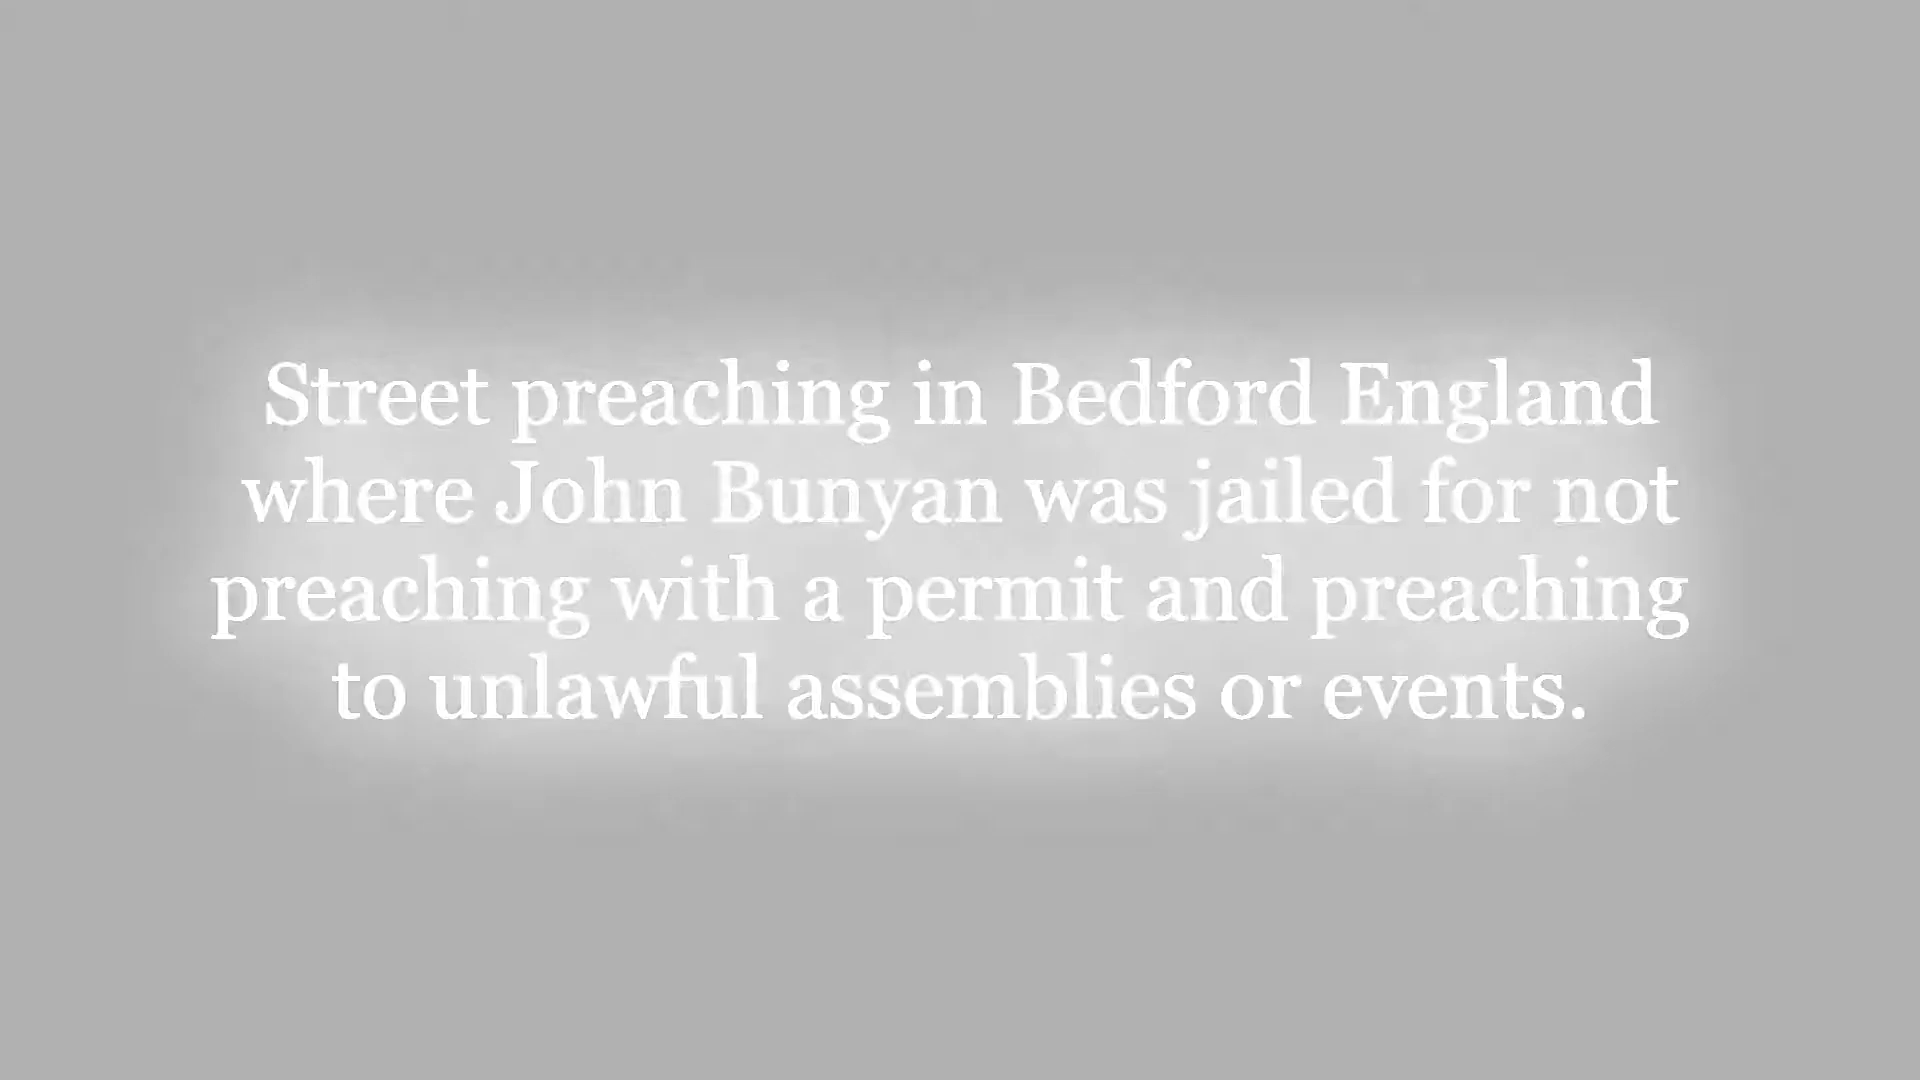 Street preaching in Bedford England
where John Bunyan was jailed for not
preaching with a permit and preaching
to unlawful assemblies or events.